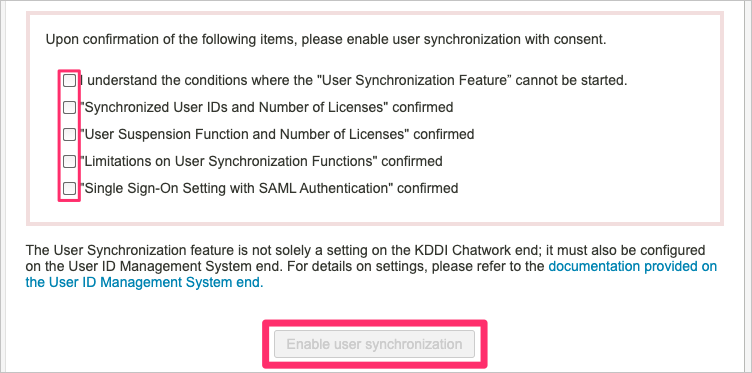 Upon confirmation of the following items, please enable user synchronization with consent.
I understand the conditions where the "User Synchronization Feature” cannot be started.
"Synchronized User IDs and Number of Licenses" confirmed
"User Suspension Function and Number of Licenses" confirmed
"Limitations on User Synchronization Functions" confirmed
"Single Sign-On Setting with SAML Authentication" confirmed
The User Synchronization feature is not solely a setting on the KDDI Chatwork end; it must also be configured
on the User ID Management System end. For details on settings, please refer to the documentation provided on
the User ID Management System end.
Enable user synchronization